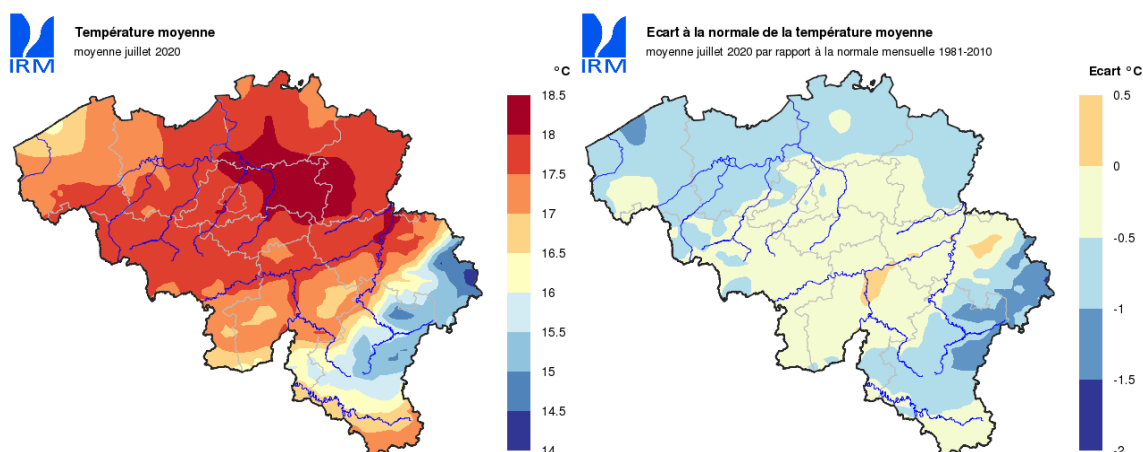 IRM
Température moyenne
moyenne juillet 2020
°C
18.5
18
17.5
17
16.5
16
15.5
15
14.5
14
IRM
Ecart à la normale de la température moyenne
moyenne juillet 2020 par rapport à la normale mensuelle 1981-2010
Ecart °C
0.5
0
-0.5
-1
-1.5
-2